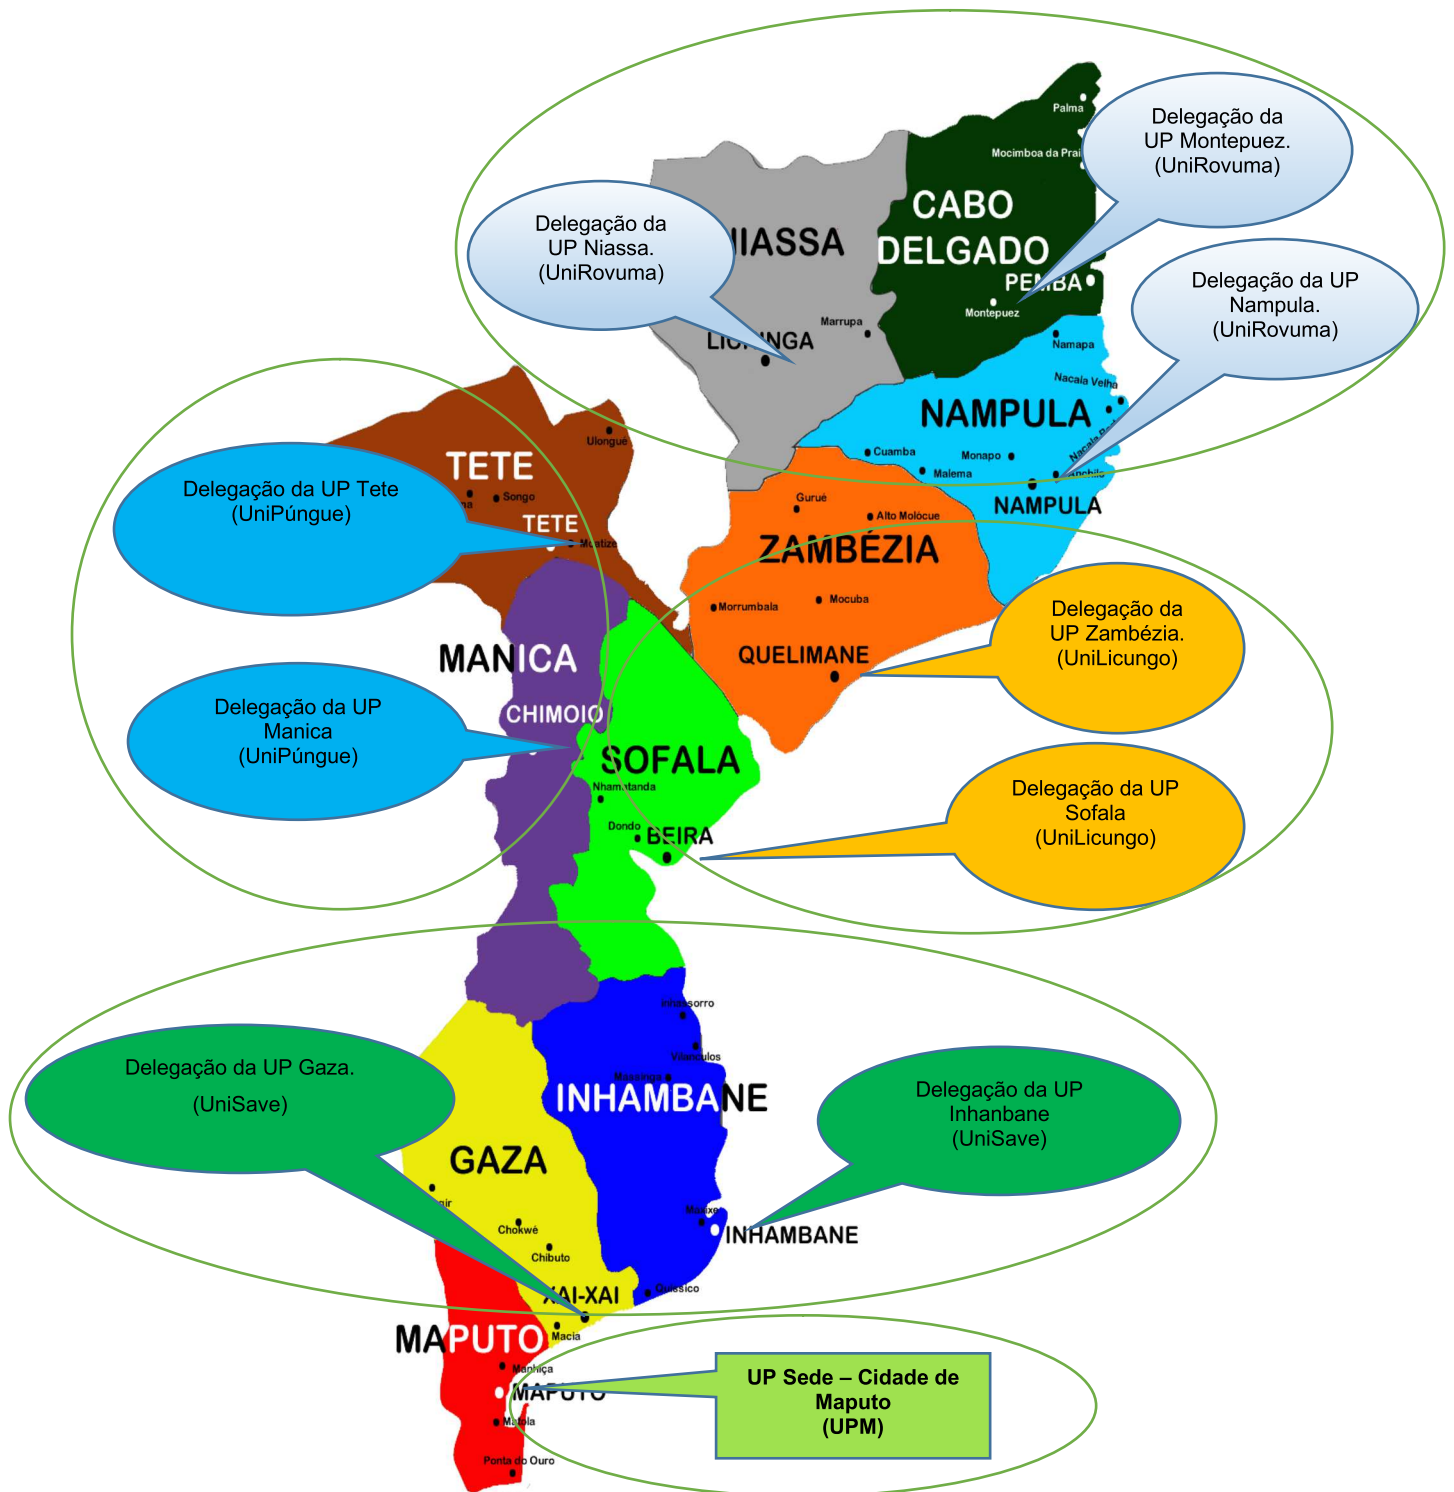 Palma
Mocimboa da Prai
Delegação da
UP Montepuez.
(UniRovuma)
CABO
DELGADO
PEMBA
Montepuez
Delegação da
UP Niassa.
(UniRovuma)
IASSA
Marrupa
Delegação da UP
Nampula.
(UniRovuma)
Namapa
Nacala Velha
NAMPULA
Cuamba
Monapo
Malema
NAMPULA
Ulongué
TETE
Songo
TETE
Delegação da UP Tete
(UniPúngue)
Gurué
Alto Molócue
ZAMBÉZIA
Morrumbala
Mocuba
QUELIMANE
Delegação da
UP Zambézia.
(UniLicungo)
MANICA
CHIMOIO
Delegação da UP
Manica
(UniPúngue)
SOFALA
Nhamatanda
Dondo
BEIRA
Delegação da UP
Sofala
(UniLicungo)
Inhassorro
Vilanculos
Massinga
INHAMBANE
Delegação da UP Gaza.
(UniSave)
Delegação da UP
Inhanbane
(UniSave)
GAZA
Chokwé
Chibuto
Maxixe
INHAMBANE
Quissico
XAI-XAI
Macia
MAPUTO
Manhiça
MAPUTO
Matola
Ponta do Ouro
UP Sede – Cidade de
Maputo
(UPM)